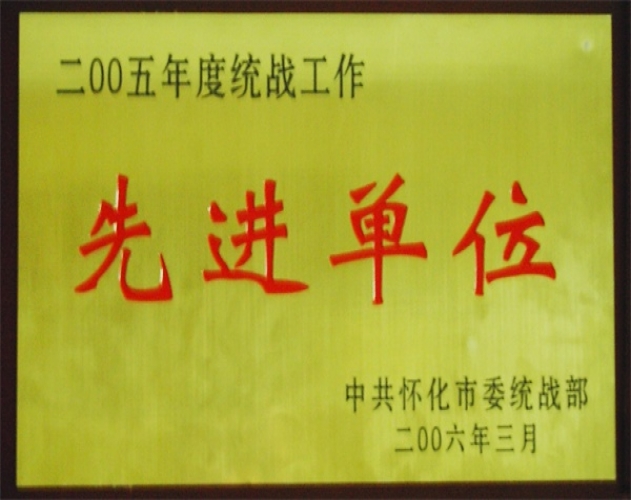 二00五年度统战工作
先进单位
中共怀化市委统战部
二00六年三月